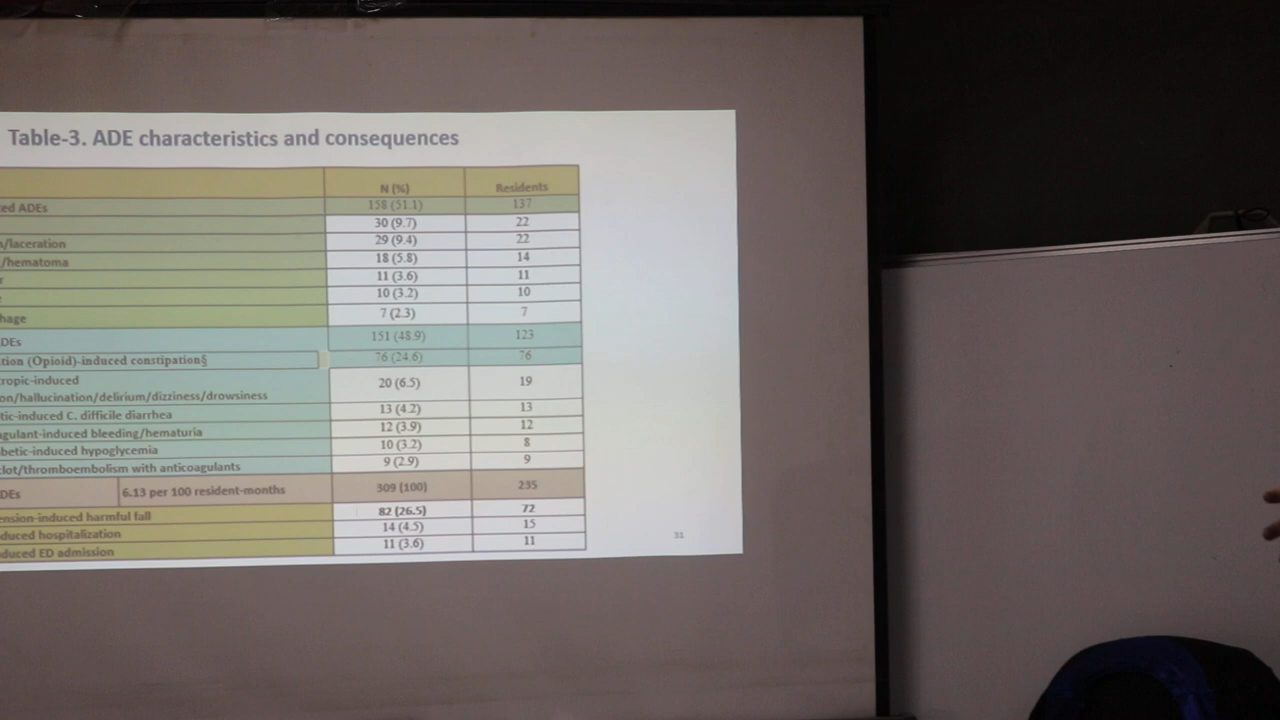 Table-3. ADE characteristics and consequences
N (%) Residents
ed ADEs 158 (51.1) 137
30 (9.7) 22
/laceration 29 (9.4) 22
/hematoma 18 (5.8) 14
r 11 (3.6) 11
10 (3.2) 10
hage 7 (2.3) 7
DEs 151 (48.9) 123
tion (Opioid)-induced constipation§ 76 (24.6) 76
ropic-induced
on/hallucination/delirium/dizziness/drowsiness 20 (6.5) 19
tic-induced C. difficile diarrhea 13 (4.2) 13
gulant-induced bleeding/hematuria 12 (3.9) 12
betic-induced hypoglycemia 10 (3.2) 8
lot/thromboembolism with anticoagulants 9 (2.9) 9
DEs 6.13 per 100 resident-months 309 (100) 235
ension-induced harmful fall 82 (26.5) 72
duced hospitalization 14 (4.5) 15
duced ED admission 11 (3.6) 11
31